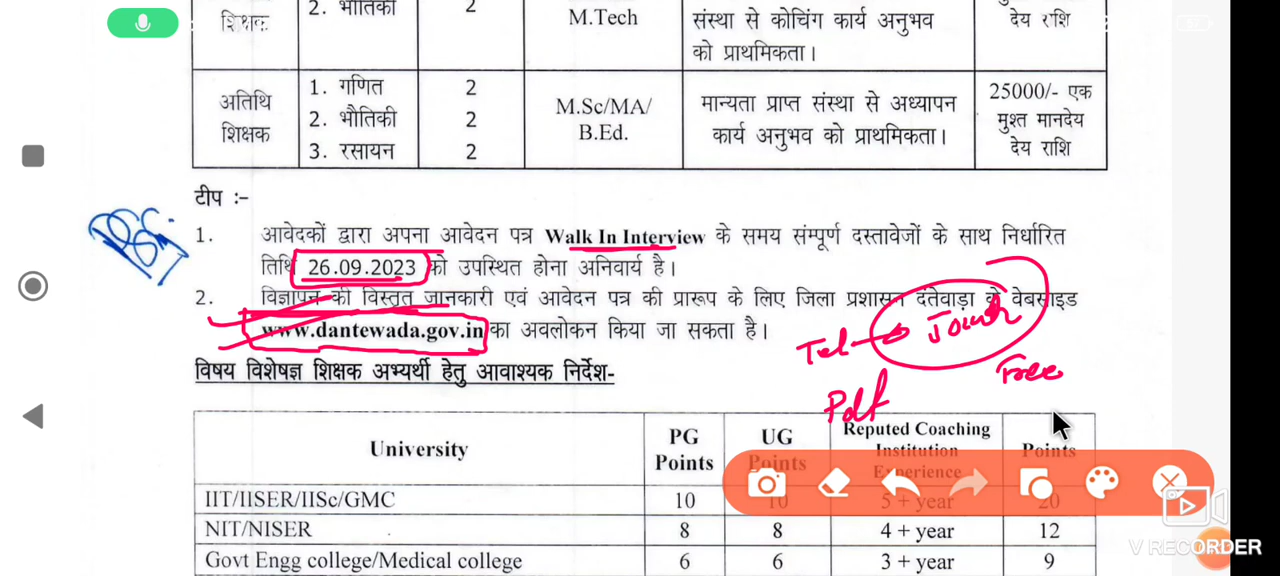 2. भौतिकी 2
शिक्षक M.Tech संस्था से कोचिंग कार्य अनुभव देय राशि
को प्राथमिकता।
1. गणित 2 25000/- एक
अतिथि M.Sc/MA/ मान्यता प्राप्त संस्था से अध्यापन
2. भौतिकी 2 मुश्त मानदेय
शिक्षक B.Ed. कार्य अनुभव को प्राथमिकता।
3. रसायन 2 देय राशि
टीप :-
1. आवेदकों द्वारा अपना आवेदन पत्र Walk In Interview के समय संम्पूर्ण दस्तावेजों के साथ निर्धारित
तिथि 26.09.2023 को उपस्थित होना अनिवार्य है।
2. विज्ञापन की विस्तृत जानकारी एवं आवेदन पत्र की प्रारूप के लिए जिला प्रशासन दंतेवाड़ा के वेबसाइड
www.dantewada.gov.in का अवलोकन किया जा सकता है।
Tel
Free
विषय विशेषज्ञ शिक्षक अभ्यर्थी हेतु आवाश्यक निर्देश-
Pdf
University PG Points UG Points Reputed Coaching Institution Experience Points
IIT/IISER/IISc/GMC 10 10 5 + year 20
NIT/NISER 8 8 4 + year 12
Govt Engg college/Medical college 6 6 3 + year 9
V RECORDER